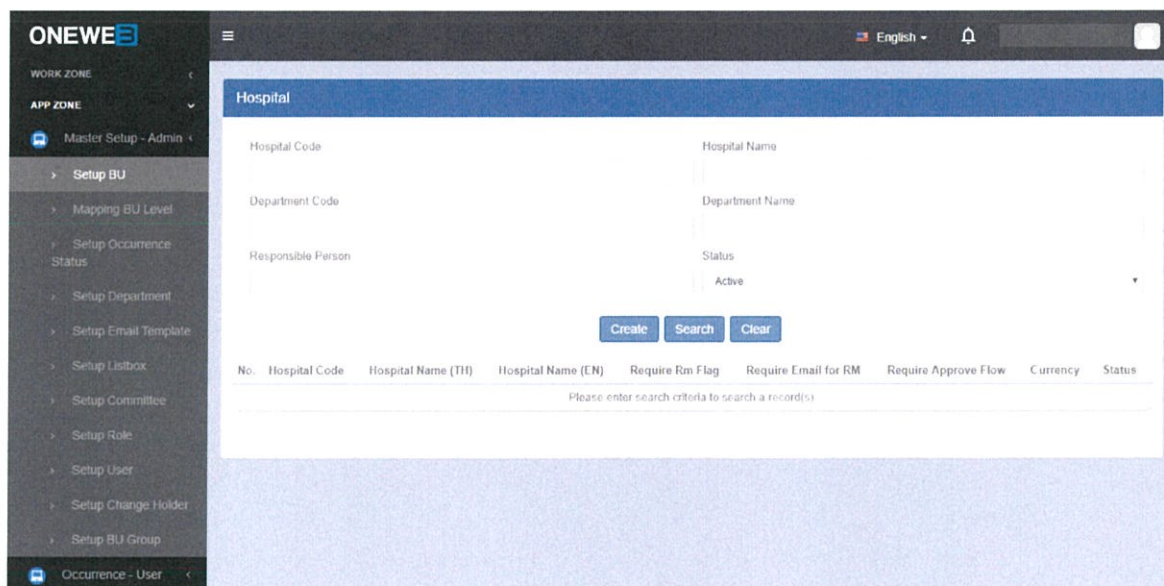 ONEWEB
English
WORK ZONE
APP ZONE
Master Setup - Admin
Setup BU
Mapping BU Level
Setup Occurrence
Status
Setup Department
Setup Email Template
Setup Listbox
Setup Committee
Setup Role
Setup User
Setup Change Holder
Setup BU Group
Occurrence - User
Hospital
Hospital Code Hospital Name
Department Code Department Name
Responsible Person Status
Active
Create Search Clear
No. Hospital Code Hospital Name (TH) Hospital Name (EN) Require Rm Flag Require Email for RM Require Approve Flow Currency Status
Please enter search criteria to search a record(s)